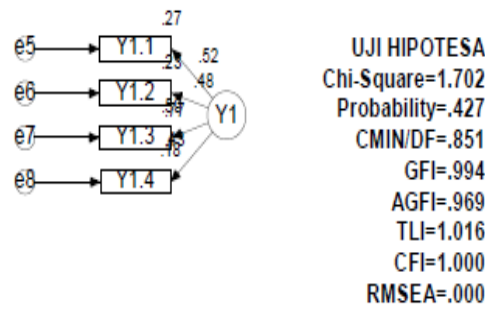 .27
e5 Y1.1
.23 .52
.48
e6 Y1.2
Y1
e7 Y1.3
.18
e8 Y1.4
UJI HIPOTESA
Chi-Square=1.702
Probability=.427
CMIN/DF=.851
GFI=.994
AGFI=.969
TLI=1.016
CFI=1.000
RMSEA=.000